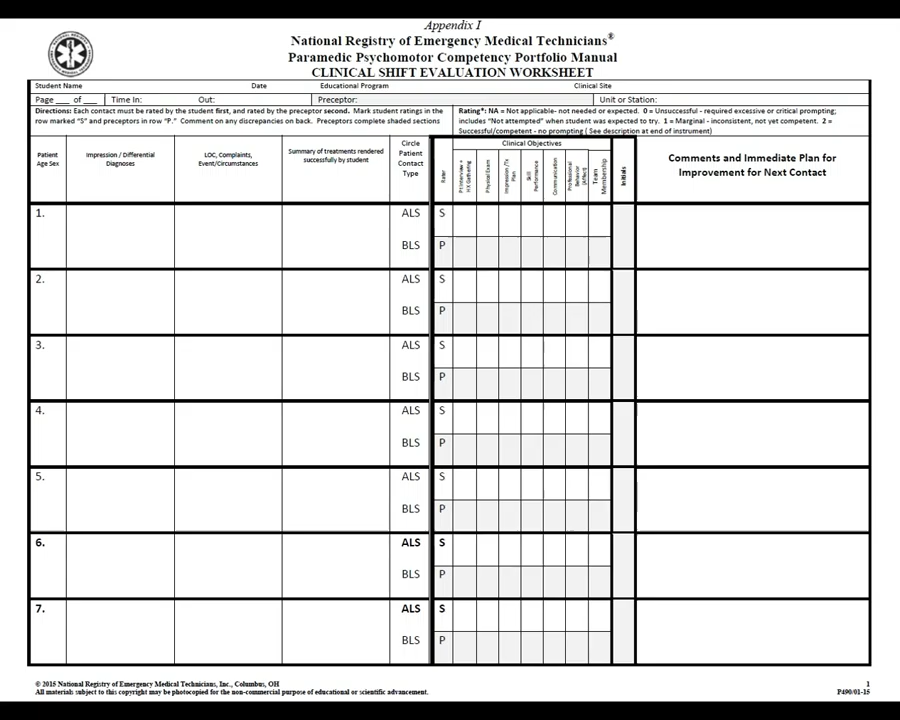 Appendix I
National Registry of Emergency Medical Technicians®
Paramedic Psychomotor Competency Portfolio Manual
CLINICAL SHIFT EVALUATION WORKSHEET
Student Name Date Educational Program Clinical Site
Page ___ of ___ Time In: Out: Preceptor: Unit or Station:
Directions: Each contact must be rated by the student first, and rated by the preceptor second. Mark student ratings in the
row marked "S" and preceptors in row "P." Comment on any discrepancies on back. Preceptors complete shaded sections
Rating*: NA = Not applicable- not needed or expected. 0 = Unsuccessful - required excessive or critical prompting;
includes "Not attempted" when student was expected to try. 1 = Marginal - inconsistent, not yet competent. 2 =
Successful/competent - no prompting ( See description at end of instrument)
Patient
Age Sex
Impression / Differential
Diagnoses
LOC, Complaints,
Event/Circumstances
Summary of treatments rendered
successfully by student
Circle
Patient
Contact
Type
Rater
Clinical Objectives
Pt Interview +
HX Gathering
Physical Exam
Impression /Tx
Plan
Skill
Performance
Communication
Professional
Behavior
(Affect)
Team
Membership
Initials
Comments and Immediate Plan for
Improvement for Next Contact
1. ALS S
BLS P
2. ALS S
BLS P
3. ALS S
BLS P
4. ALS S
BLS P
5. ALS S
BLS P
6. ALS S
BLS P
7. ALS S
BLS P
© 2015 National Registry of Emergency Medical Technicians, Inc., Columbus, OH
All materials subject to this copyright may be photocopied for the non-commercial purpose of educational or scientific advancement.
1
P490/01-15